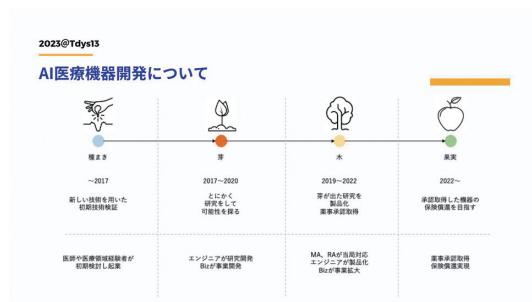 2023@Tdys13
AI医療機器開発について
種まき
芽
木
果実
~2017
2017~2020
2019~2022
2022~
新しい技術を用いた
初期技術検証
とにかく
研究をして
可能性を探る
芽が出た研究を
製品化
薬事承認取得
承認取得した機器の
保険償還を目指す
医師や医療領域経験者が
初期検討し起業
エンジニアが研究開発
Bizが事業開発
MA、RAが当局対応
エンジニアが製品化
Bizが事業拡大
薬事承認取得
保険償還実現